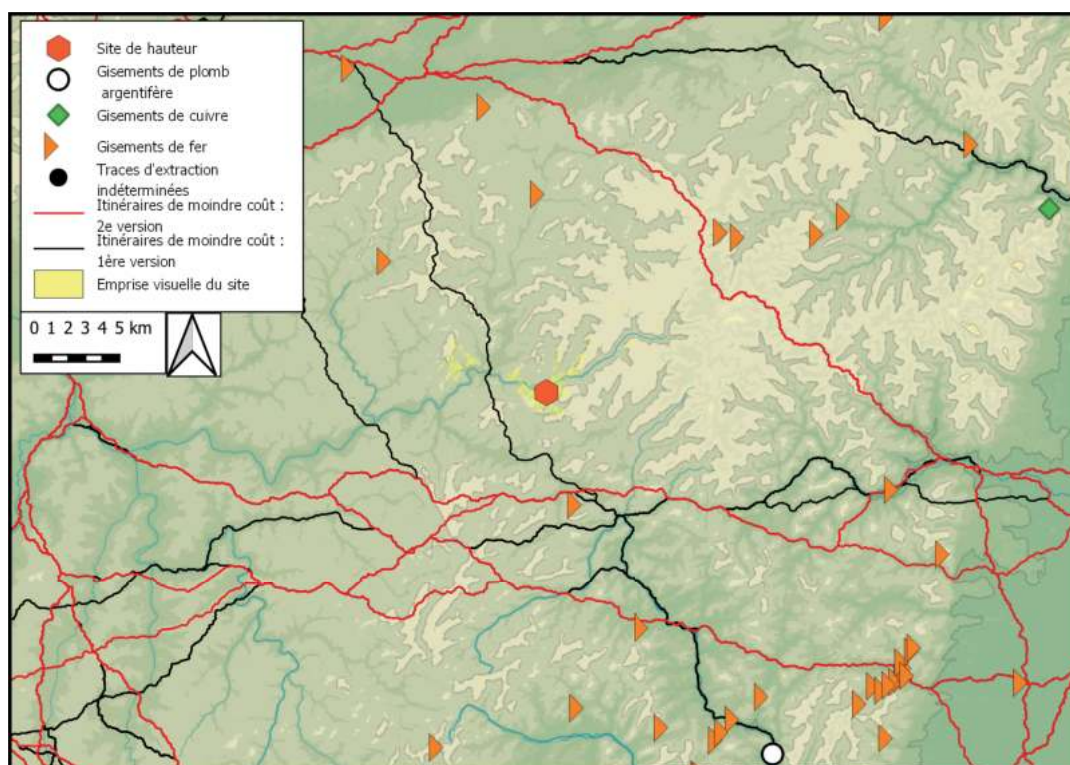 Site de hauteur
Gisements de plomb
argentifère
Gisements de cuivre
Gisements de fer
Traces d'extraction
indéterminées
Itinéraires de moindre coût :
2e version
Itinéraires de moindre coût :
1ère version
Emprise visuelle du site
0 1 2 3 4 5 km